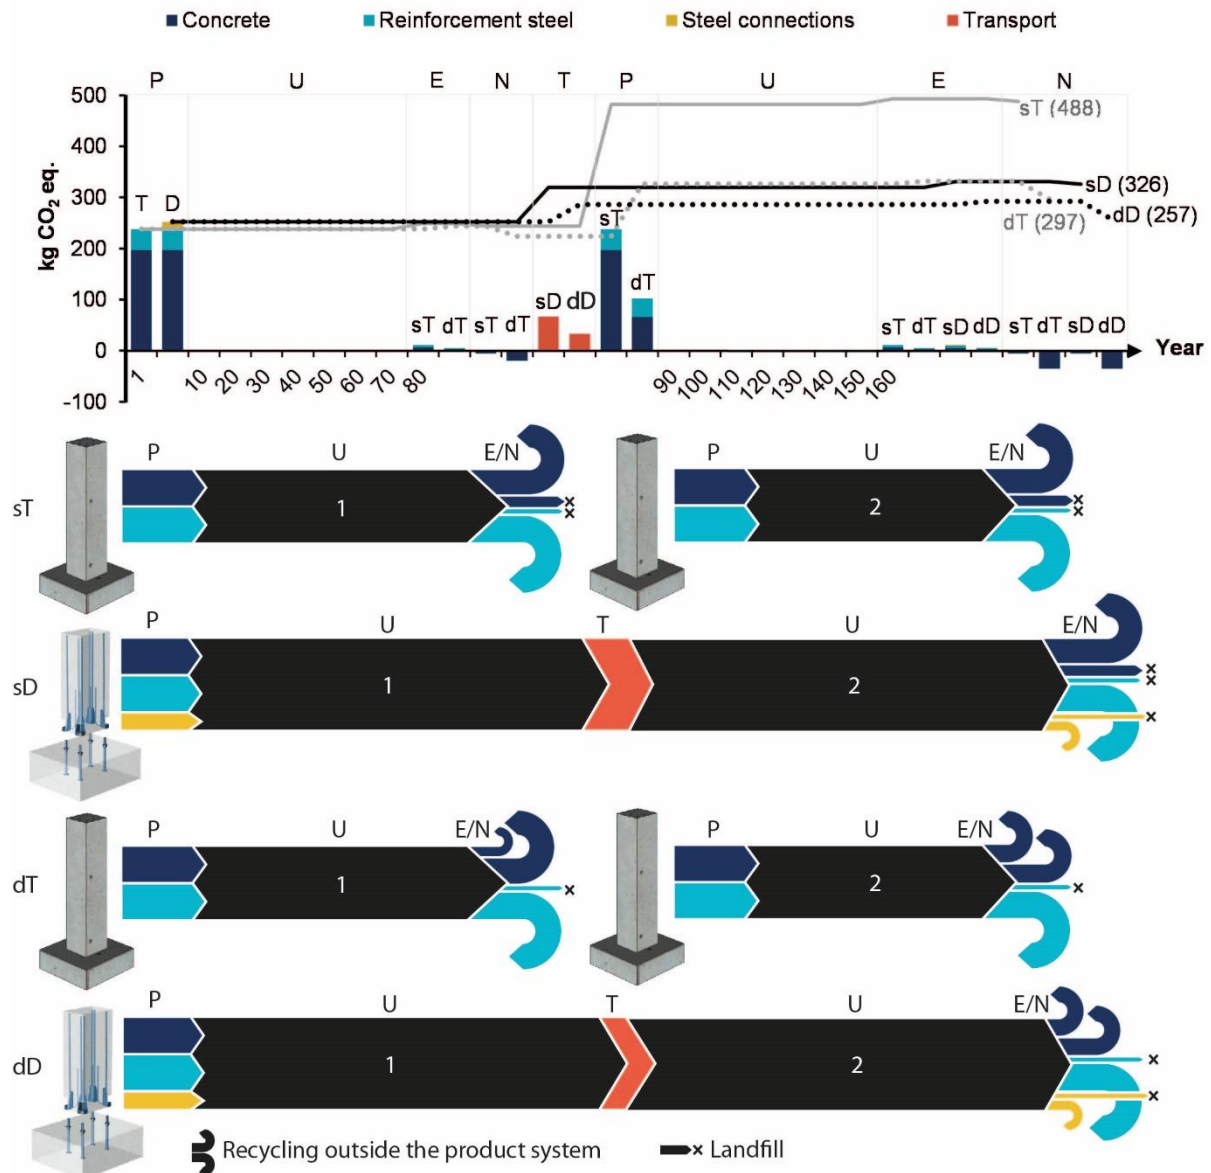 Concrete Reinforcement steel Steel connections Transport
P U E N T P U E N
500
sT (488)
400
300
sD (326)
T D
sT
dD (257)
dT (297)
200
kg CO2 eq.
100
dT
sD dD
sT dT sT dT
sT dT sD dD sT dT sD dD
0
Year
1 10 20 30 40 50 60 70 80 90 100 110 120 130 140 150 160
-100
P U E/N P U E/N
sT 1 × × 2 × ×
P U T U E/N
sD 1 2 × × ×
P U E/N P U E/N
dT 1 × 2 ×
P U T U E/N
dD 1 2 × ×
Recycling outside the product system × Landfill